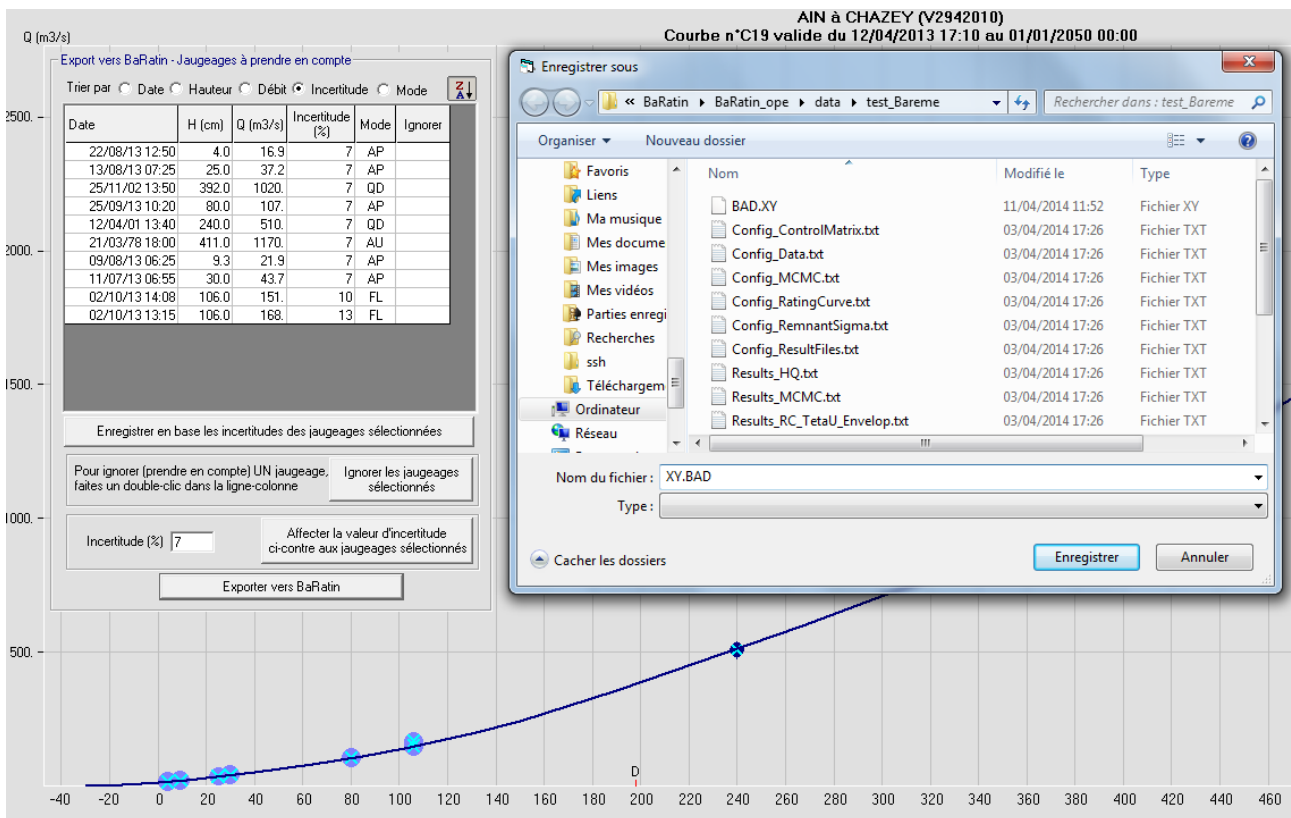 AIN à CHAZEY (V2942010)
Courbe n°C19 valide du 12/04/2013 17:10 au 01/01/2050 00:00
Q (m3/s)
Export vers BaRatin - Jaugeages à prendre en compte
Trier par Date Hauteur Débit Incertitude Mode
Date H (cm) Q (m3/s) Incertitude (%) Mode Ignorer
22/08/13 12:50 4.0 16.9 7 AP
13/08/13 07:25 25.0 37.2 7 AP
25/11/02 13:50 392.0 1020. 7 QD
25/09/13 10:20 80.0 107. 7 AP
12/04/01 13:40 240.0 510. 7 QD
21/03/78 18:00 411.0 1170. 7 AU
09/08/13 06:25 9.3 21.9 7 AP
11/07/13 06:55 30.0 43.7 7 AP
02/10/13 14:08 106.0 151. 10 FL
02/10/13 13:15 106.0 168. 13 FL
Enregistrer en base les incertitudes des jaugeages sélectionnées
Pour ignorer (prendre en compte) UN jaugeage,
faites un double-clic dans la ligne-colonne
Ignorer les jaugeages
sélectionnés
Incertitude (%) 7
Affecter la valeur d'incertitude
ci-contre aux jaugeages sélectionnés
Exporter vers BaRatin
Enregistrer sous
« BaRatin BaRatin_ope data test_Bareme
Rechercher dans : test_Bareme
Organiser Nouveau dossier
Favoris
Liens
Ma musique
Mes docume
Mes images
Mes vidéos
Parties enregi
Recherches
ssh
Téléchargem
Ordinateur
Réseau
Nom Modifié le Type
BAD.XY 11/04/2014 11:52 Fichier XY
Config_ControlMatrix.txt 03/04/2014 17:26 Fichier TXT
Config_Data.txt 03/04/2014 17:26 Fichier TXT
Config_MCMC.txt 03/04/2014 17:26 Fichier TXT
Config_RatingCurve.txt 03/04/2014 17:26 Fichier TXT
Config_RemnantSigma.txt 03/04/2014 17:26 Fichier TXT
Config_ResultFiles.txt 03/04/2014 17:26 Fichier TXT
Results_HQ.txt 03/04/2014 17:26 Fichier TXT
Results_MCMC.txt 03/04/2014 17:26 Fichier TXT
Results_RC_TetaU_Envelop.txt 03/04/2014 17:26 Fichier TXT
Nom du fichier : XY.BAD
Type :
Cacher les dossiers
Enregistrer Annuler
2500.
2000.
1500.
1000.
500.
D
-40 -20 0 20 40 60 80 100 120 140 160 180 200 220 240 260 280 300 320 340 360 380 400 420 440 460